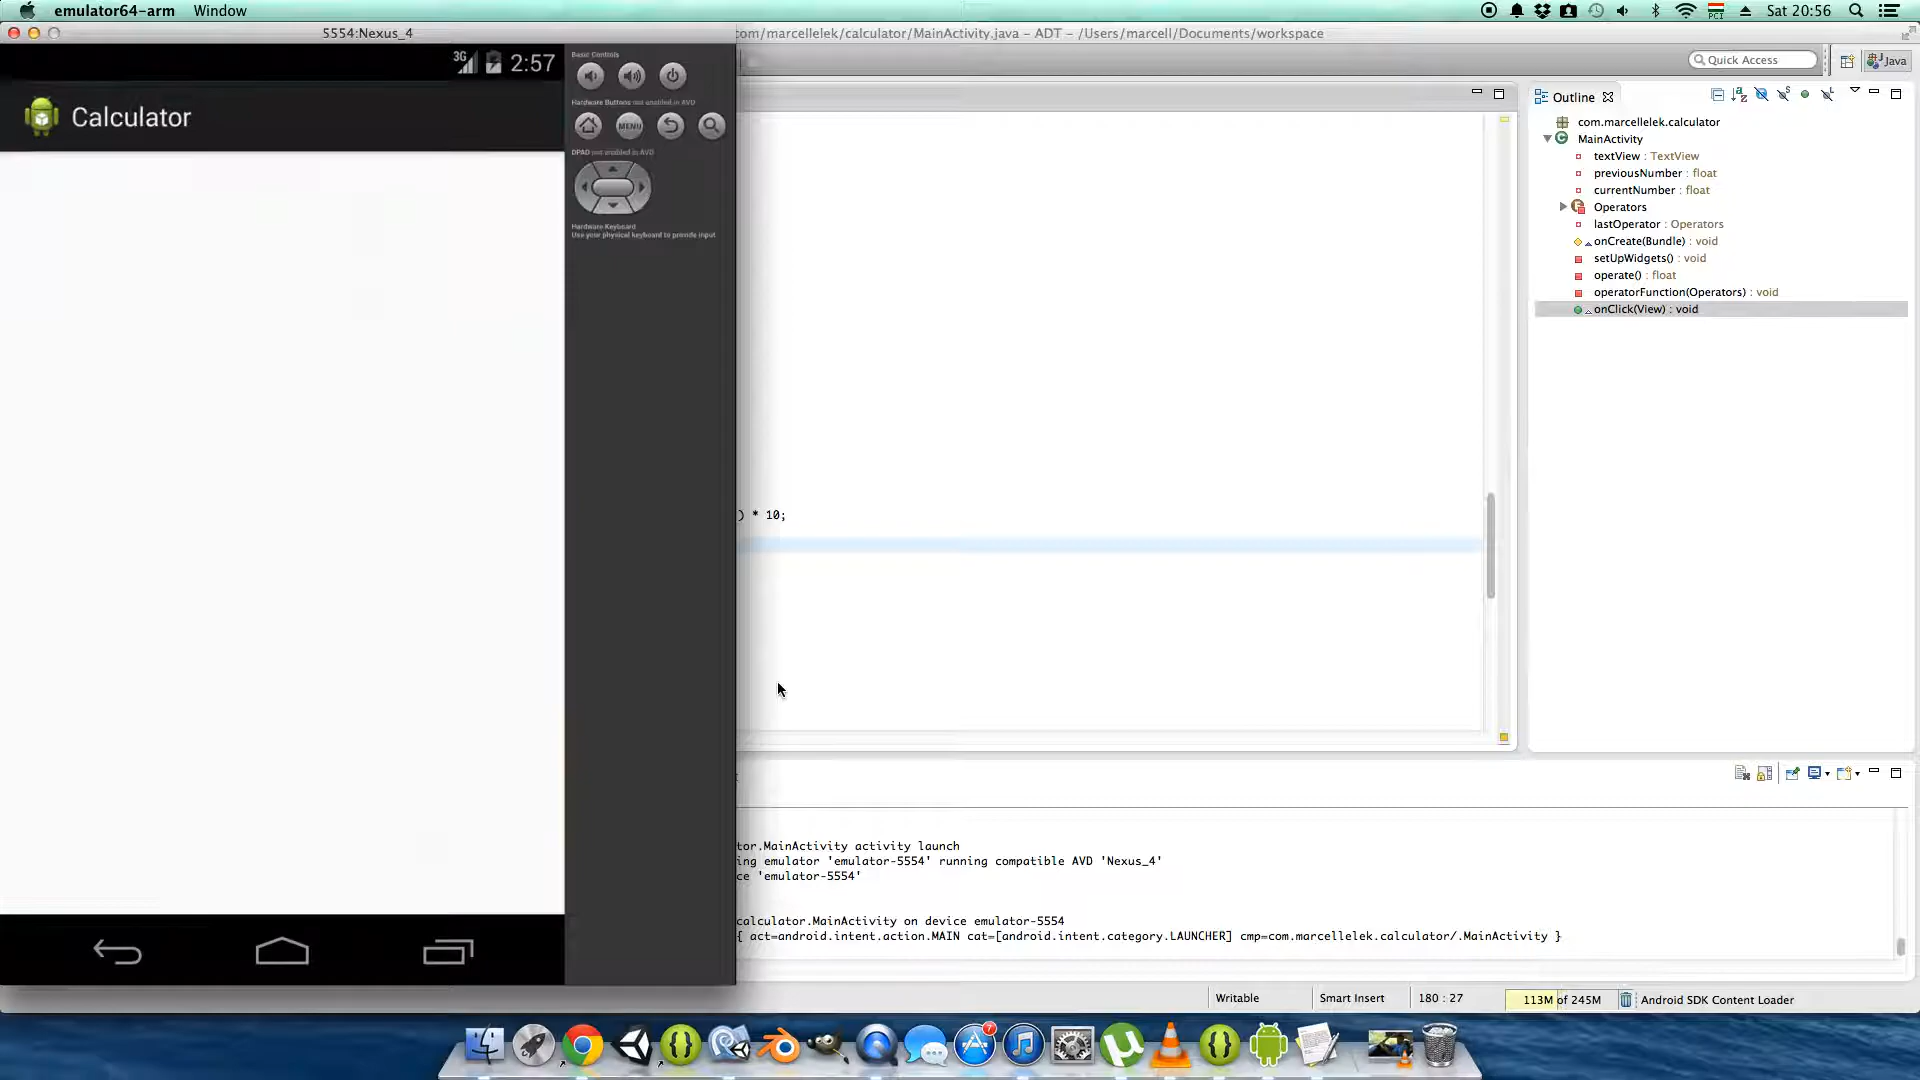 emulator64-arm Window
PCI
Sat 20:56
5554:Nexus_4
com/marcellelek/calculator/MainActivity.java - ADT - /Users/marcell/Documents/workspace
3G
2:57
Calculator
Basic Controls
Hardware Buttons not enabled in AVD
MENU
DPAD not enabled in AVD
Hardware Keyboard
Use your physical keyboard to provide input
Quick Access
Java
Outline
com.marcellelek.calculator
MainActivity
textView : TextView
previousNumber : float
currentNumber : float
Operators
lastOperator : Operators
onCreate(Bundle) : void
setUpWidgets() : void
operate() : float
operatorFunction(Operators) : void
onClick(View) : void
) * 10;
tor.MainActivity activity launch
ing emulator 'emulator-5554' running compatible AVD 'Nexus_4'
ce 'emulator-5554'
calculator.MainActivity on device emulator-5554
{ act=android.intent.action.MAIN cat=[android.intent.category.LAUNCHER] cmp=com.marcellelek.calculator/.MainActivity }
Writable
Smart Insert
180 : 27
113M of 245M
Android SDK Content Loader
7